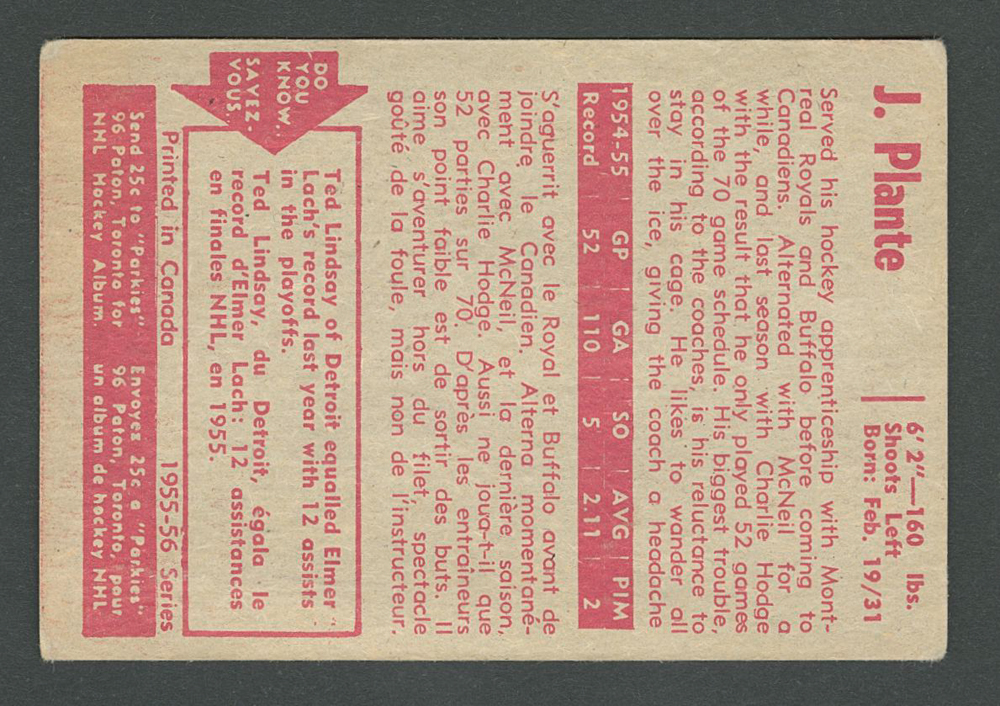 J. Plante
6' 2"—160 lbs.
Shoots Left
Born: Feb. 19/31
Served his hockey apprenticeship with Mont-
real Royals and Buffalo before coming to
Canadiens. Alternated with McNeil for a
while, and last season with Charlie Hodge
with the result that he only played 52 games
of the 70 game schedule. His biggest trouble,
according to the coaches, is his reluctance to
stay in his cage. He likes to wander all
over the ice, giving the coach a headache
1954-55 GP GA SO AVG PIM
Record 52 110 5 2.11 2
S'aguerrit avec le Royal et Buffalo avant de
joindre le Canadien. Alterna momentané-
ment avec McNeil, et la dernière saison,
avec Charlie Hodge. Aussi ne joua-t-il que
52 parties sur 70. D'après les entraîneurs
son point faible est de sortir des buts. Il
aime s'aventurer hors du filet, spectacle
goûté de la foule, mais non de l'instructeur.
DO
YOU
KNOW..
SAVEZ-
VOUS..
Ted Lindsay of Detroit equalled Elmer
Lach's record last year with 12 assists
in the playoffs.
Ted Lindsay, du Detroit, égala le
record d'Elmer Lach: 12 assistances
en finales NHL, en 1955.
Printed in Canada 1955-56 Series
Send 25c to "Parkies"
96 Paton, Toronto for
NHL Hockey Album.
Envoyez 25c a "Parkies"
96 Paton, Toronto, pour
un album de hockey NHL